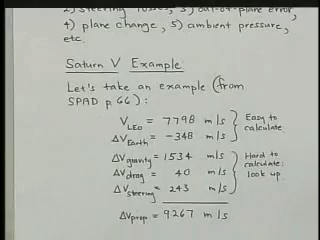 2) steering losses, 3) out-of-plane error,
4) plane change, 5) ambient pressure,
etc.
Saturn V Example
Let's take an example (from
SPAD p 66):
V_LEO = 7798 m/s
ΔV_Earth = -348 m/s
Easy to
calculate
ΔV_gravity = 1534 m/s
ΔV_drag = 40 m/s
ΔV_steering = 243 m/s
Hard to
calculate:
look up.
ΔV_prop. = 9267 m/s